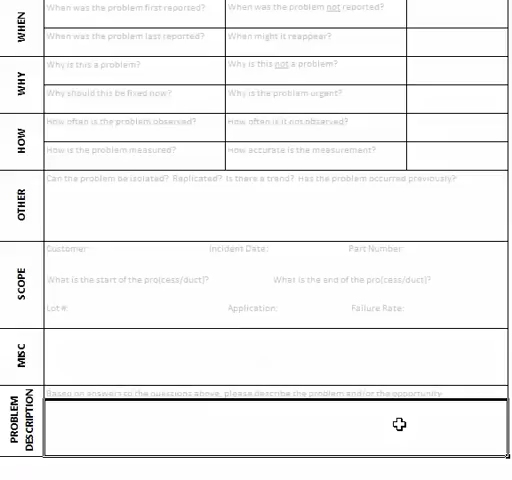 WHEN
When was the problem first reported? When was the problem not reported?
When was the problem last reported? When might it reappear?
WHY
Why is this a problem? Why is this not a problem?
Why should this be fixed now? Why is the problem urgent?
HOW
How often is the problem observed? How often is it not observed?
How is the problem measured? How accurate is the measurement?
OTHER
Can the problem be isolated? Replicated? Is there a trend? Has the problem occurred previously?
SCOPE
Customer: Incident Date: Part Number:
What is the start of the pro(cess/duct)? What is the end of the pro(cess/duct)?
Lot #: Application: Failure Rate:
MISC
PROBLEM
DESCRIPTION
Based on answers to the questions above, please describe the problem and/or the opportunity.